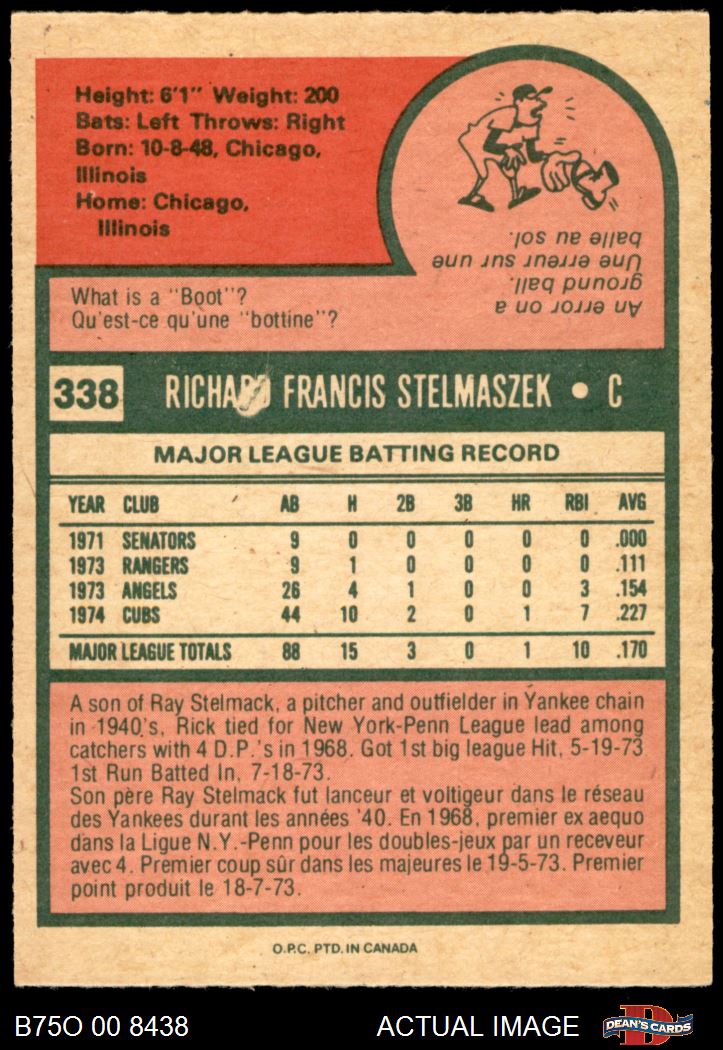 Height: 6'1" Weight: 200
Bats: Left Throws: Right
Born: 10-8-48, Chicago,
Illinois
Home: Chicago,
Illinois
What is a "Boot"?
Qu'est-ce qu'une "bottine"?
An error on a
ground ball.
Une erreur sur une
balle au sol.
338 RICHARD FRANCIS STELMASZEK • C
MAJOR LEAGUE BATTING RECORD
YEAR CLUB AB H 2B 3B HR RBI AVG
1971 SENATORS 9 0 0 0 0 0 .000
1973 RANGERS 9 1 0 0 0 0 .111
1973 ANGELS 26 4 1 0 0 3 .154
1974 CUBS 44 10 2 0 1 7 .227
MAJOR LEAGUE TOTALS 88 15 3 0 1 10 .170
A son of Ray Stelmack, a pitcher and outfielder in Yankee chain
in 1940's, Rick tied for New York-Penn League lead among
catchers with 4 D.P.'s in 1968. Got 1st big league Hit, 5-19-73
1st Run Batted In, 7-18-73.
Son père Ray Stelmack fut lanceur et voltigeur dans le réseau
des Yankees durant les années '40. En 1968, premier ex aequo
dans la Ligue N.Y.-Penn pour les doubles-jeux par un receveur
avec 4. Premier coup sûr dans les majeures le 19-5-73. Premier
point produit le 18-7-73.
O.P.C. PTD. IN CANADA
B75O 00 8438 ACTUAL IMAGE DEAN'S CARDS